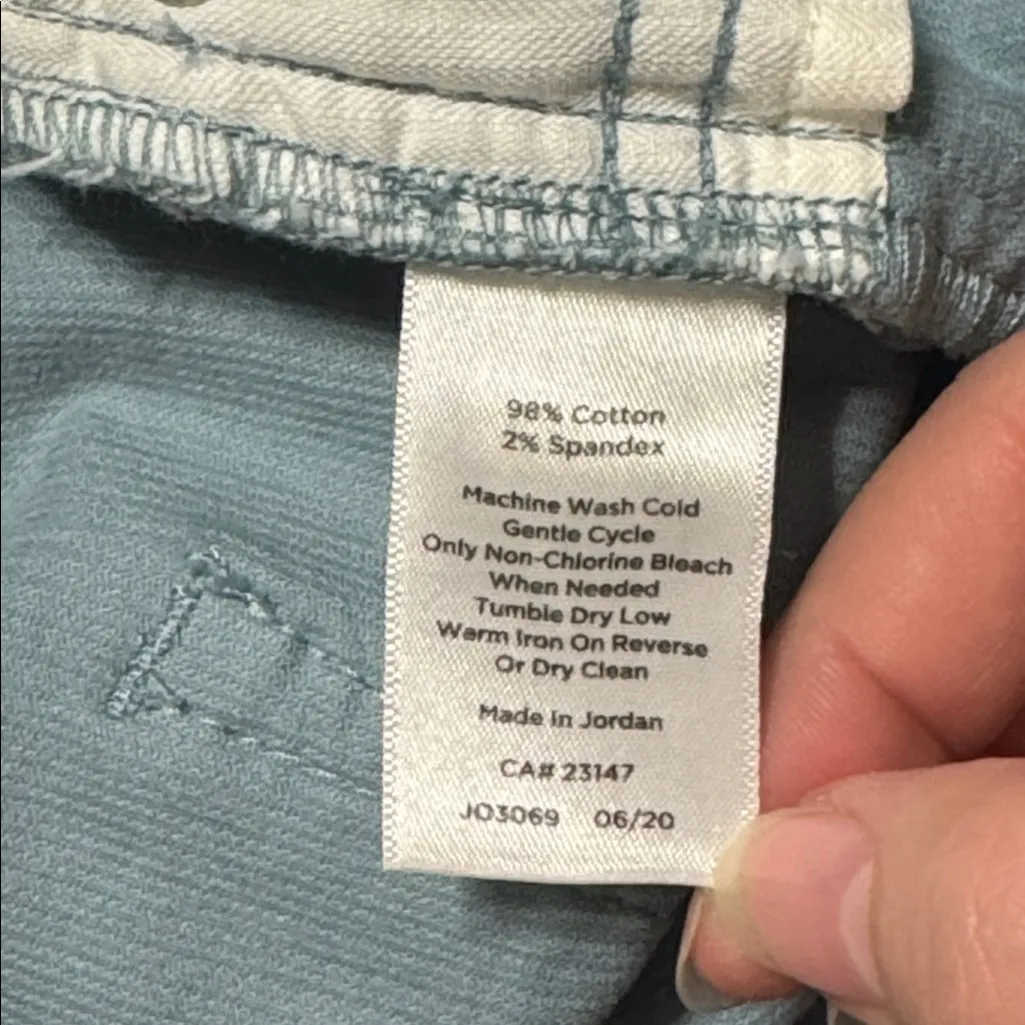 98% Cotton
2% Spandex
Machine Wash Cold
Gentle Cycle
Only Non-Chlorine Bleach
When Needed
Tumble Dry Low
Warm Iron On Reverse
Or Dry Clean
Made In Jordan
CA# 23147
JO3069 06/20